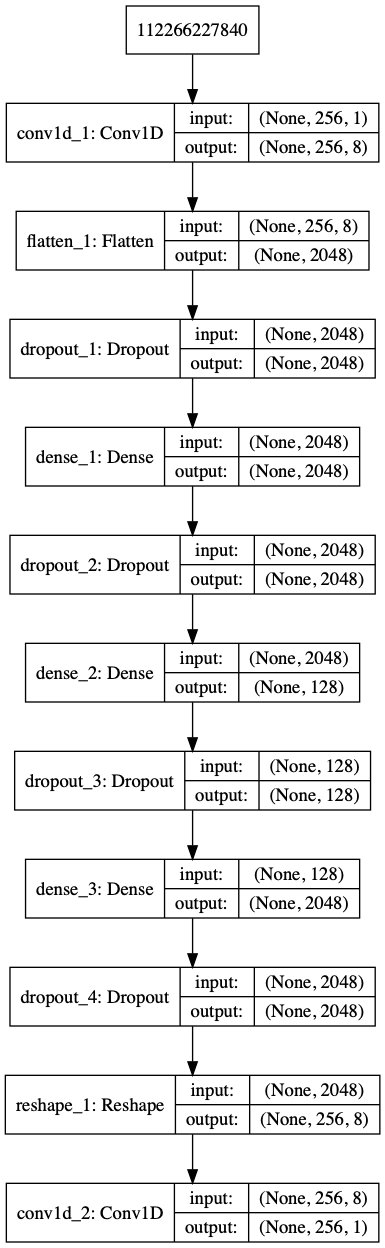 112266227840
conv1d_1: Conv1D
input: (None, 256, 1)
output: (None, 256, 8)
flatten_1: Flatten
input: (None, 256, 8)
output: (None, 2048)
dropout_1: Dropout
input: (None, 2048)
output: (None, 2048)
dense_1: Dense
input: (None, 2048)
output: (None, 2048)
dropout_2: Dropout
input: (None, 2048)
output: (None, 2048)
dense_2: Dense
input: (None, 2048)
output: (None, 128)
dropout_3: Dropout
input: (None, 128)
output: (None, 128)
dense_3: Dense
input: (None, 128)
output: (None, 2048)
dropout_4: Dropout
input: (None, 2048)
output: (None, 2048)
reshape_1: Reshape
input: (None, 2048)
output: (None, 256, 8)
conv1d_2: Conv1D
input: (None, 256, 8)
output: (None, 256, 1)